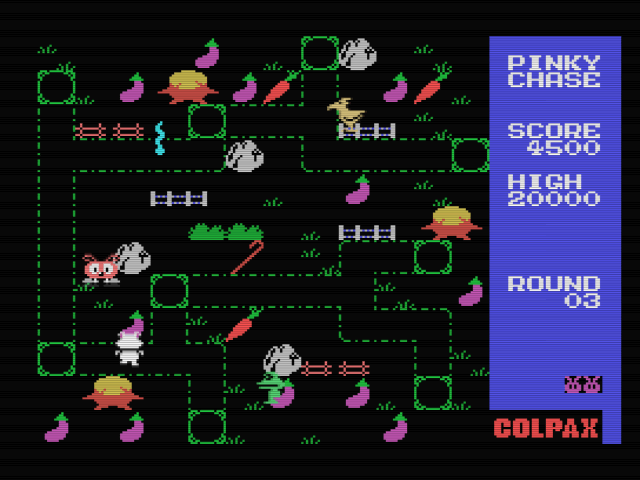 PINKY
CHASE
SCORE
4500
HIGH
20000
ROUND
03
COLPAX